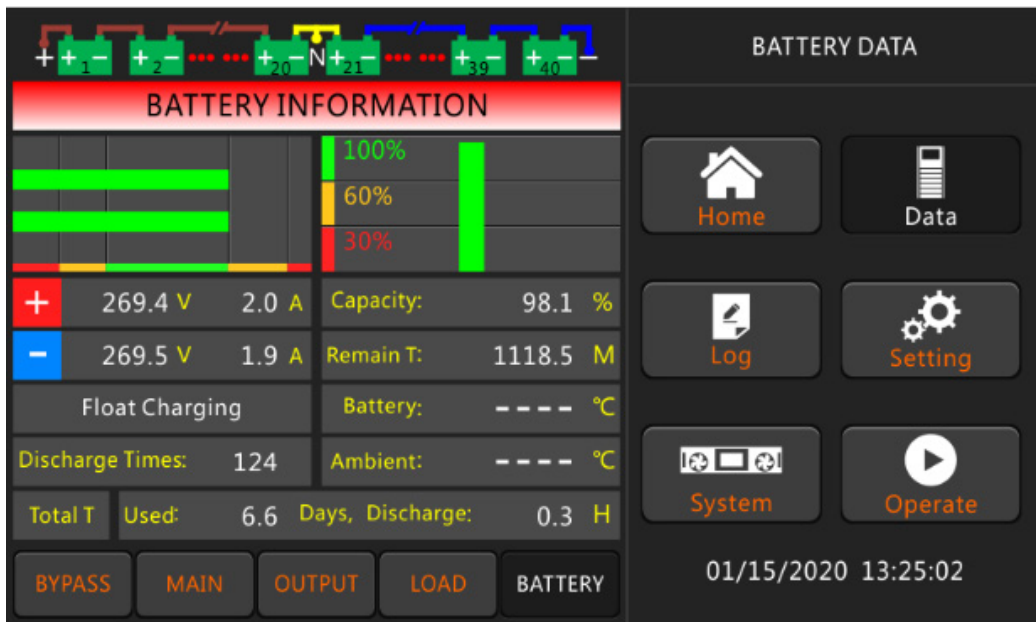 + + 1 - + 2 - + 20 - N + 21 - + 39 - + 40 - -
BATTERY DATA
BATTERY INFORMATION
100%
60%
30%
Home
Data
+ 269.4 V 2.0 A Capacity: 98.1 %
- 269.5 V 1.9 A Remain T: 1118.5 M
Log
Setting
Float Charging Battery: ---- ℃
Discharge Times: 124 Ambient: ---- ℃
Total T Used: 6.6 Days, Discharge: 0.3 H
System
Operate
BYPASS MAIN OUTPUT LOAD BATTERY
01/15/2020 13:25:02